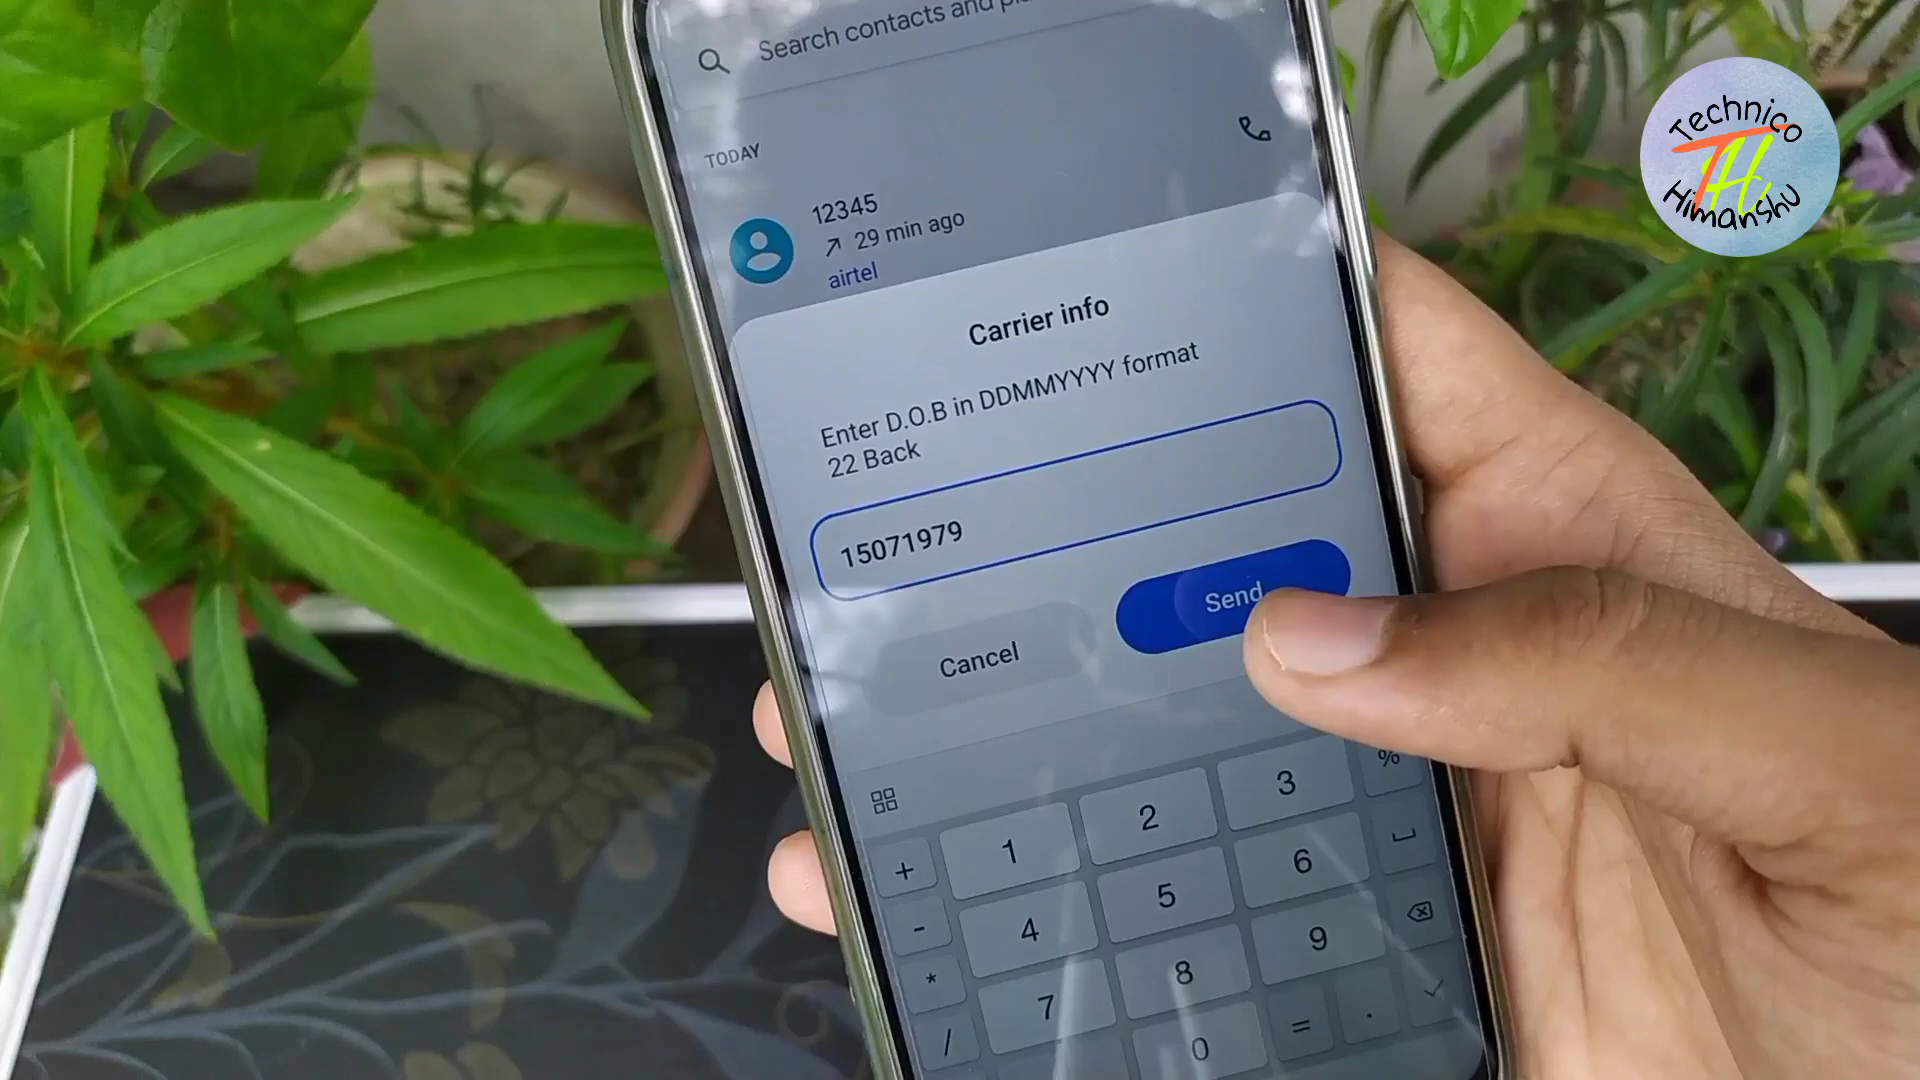 Search contacts and
TODAY
12345
29 min ago
airtel
Carrier info
Enter D.O.B in DDMMYYYY format
22 Back
15071979
Cancel
Send
%
+
1
2
3
-
4
5
6
*
7
8
9
/
0
=
.
Technico
TH
Himanshu